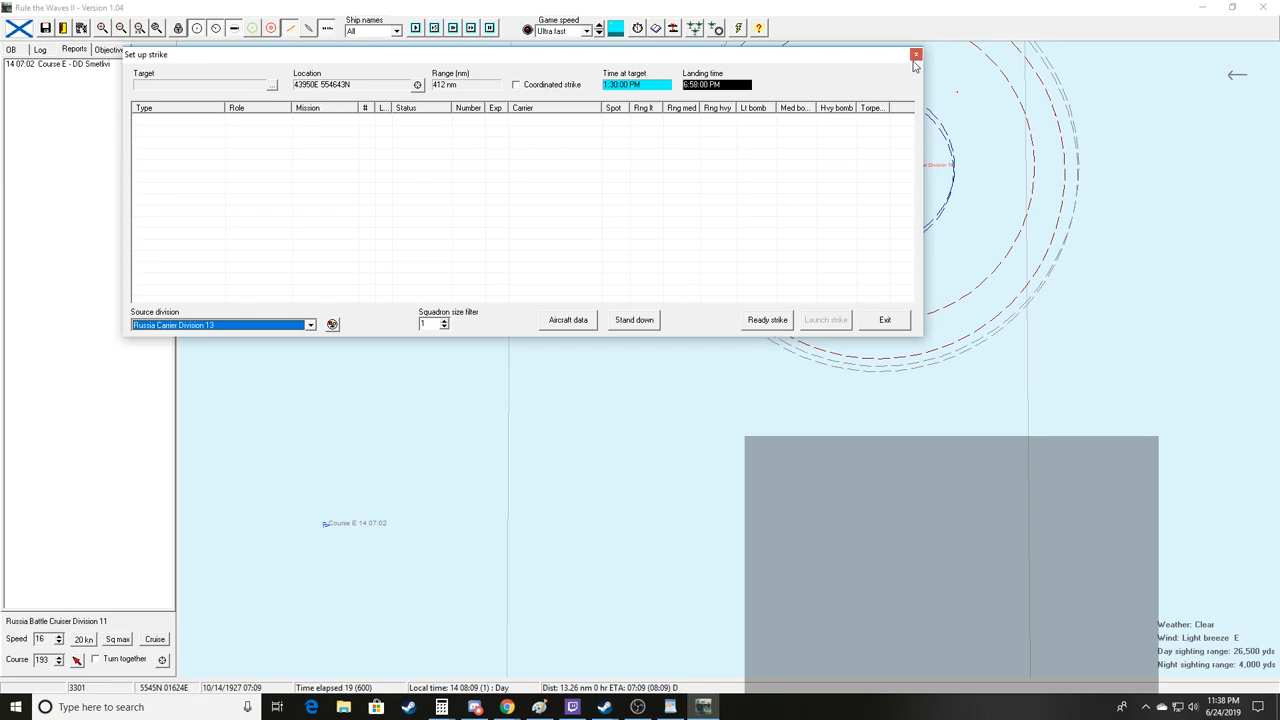 Rule the Waves II - Version 1.04
Ship names
All
Game speed
Ultra fast
OB Log Reports Objective
14 07:02 Course E - DD Smetlivi
Set up strike
Target Location Range (nm) Coordinated strike Time at target Landing time
... 43950E 554643N 412 nm 1:30:00 PM 6:58:00 PM
Type Role Mission # L... Status Number Exp Carrier Spot Rng lt Rng med Rng hvy Lt bomb Med bo... Hvy bomb Torpe...
Source division
Russia Carrier Division 13
Squadron size filter
1
Aircraft data Stand down Ready strike Launch strike Exit
Course E 14 07:02
Russia Battle Cruiser Division 11
Speed 16 20 kn Sq max Cruise
Course 193 Turn together
Weather: Clear
Wind: Light breeze E
Day sighting range: 26,500 yds
Night sighting range: 4,000 yds
3301 5545N 01624E 10/14/1927 07:09 Time elapsed 19 (600) Local time: 14 08:09 (1) : Day Dist: 13.26 nm 0 hr ETA: 07:09 (08:09) D
Type here to search
11:38 PM
6/24/2019